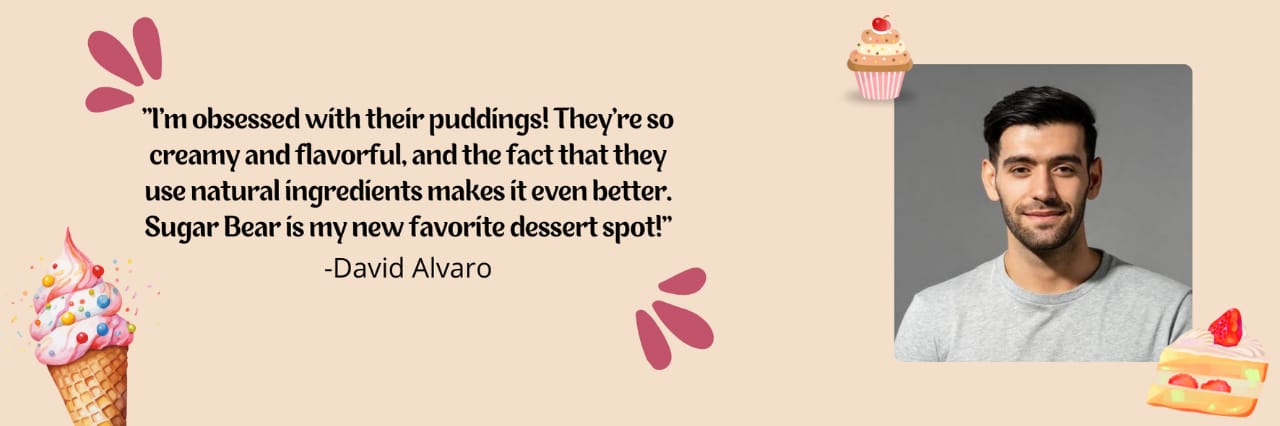 "I'm obsessed with their puddings! They're so
creamy and flavorful, and the fact that they
use natural ingredients makes it even better.
Sugar Bear is my new favorite dessert spot!"
-David Alvaro